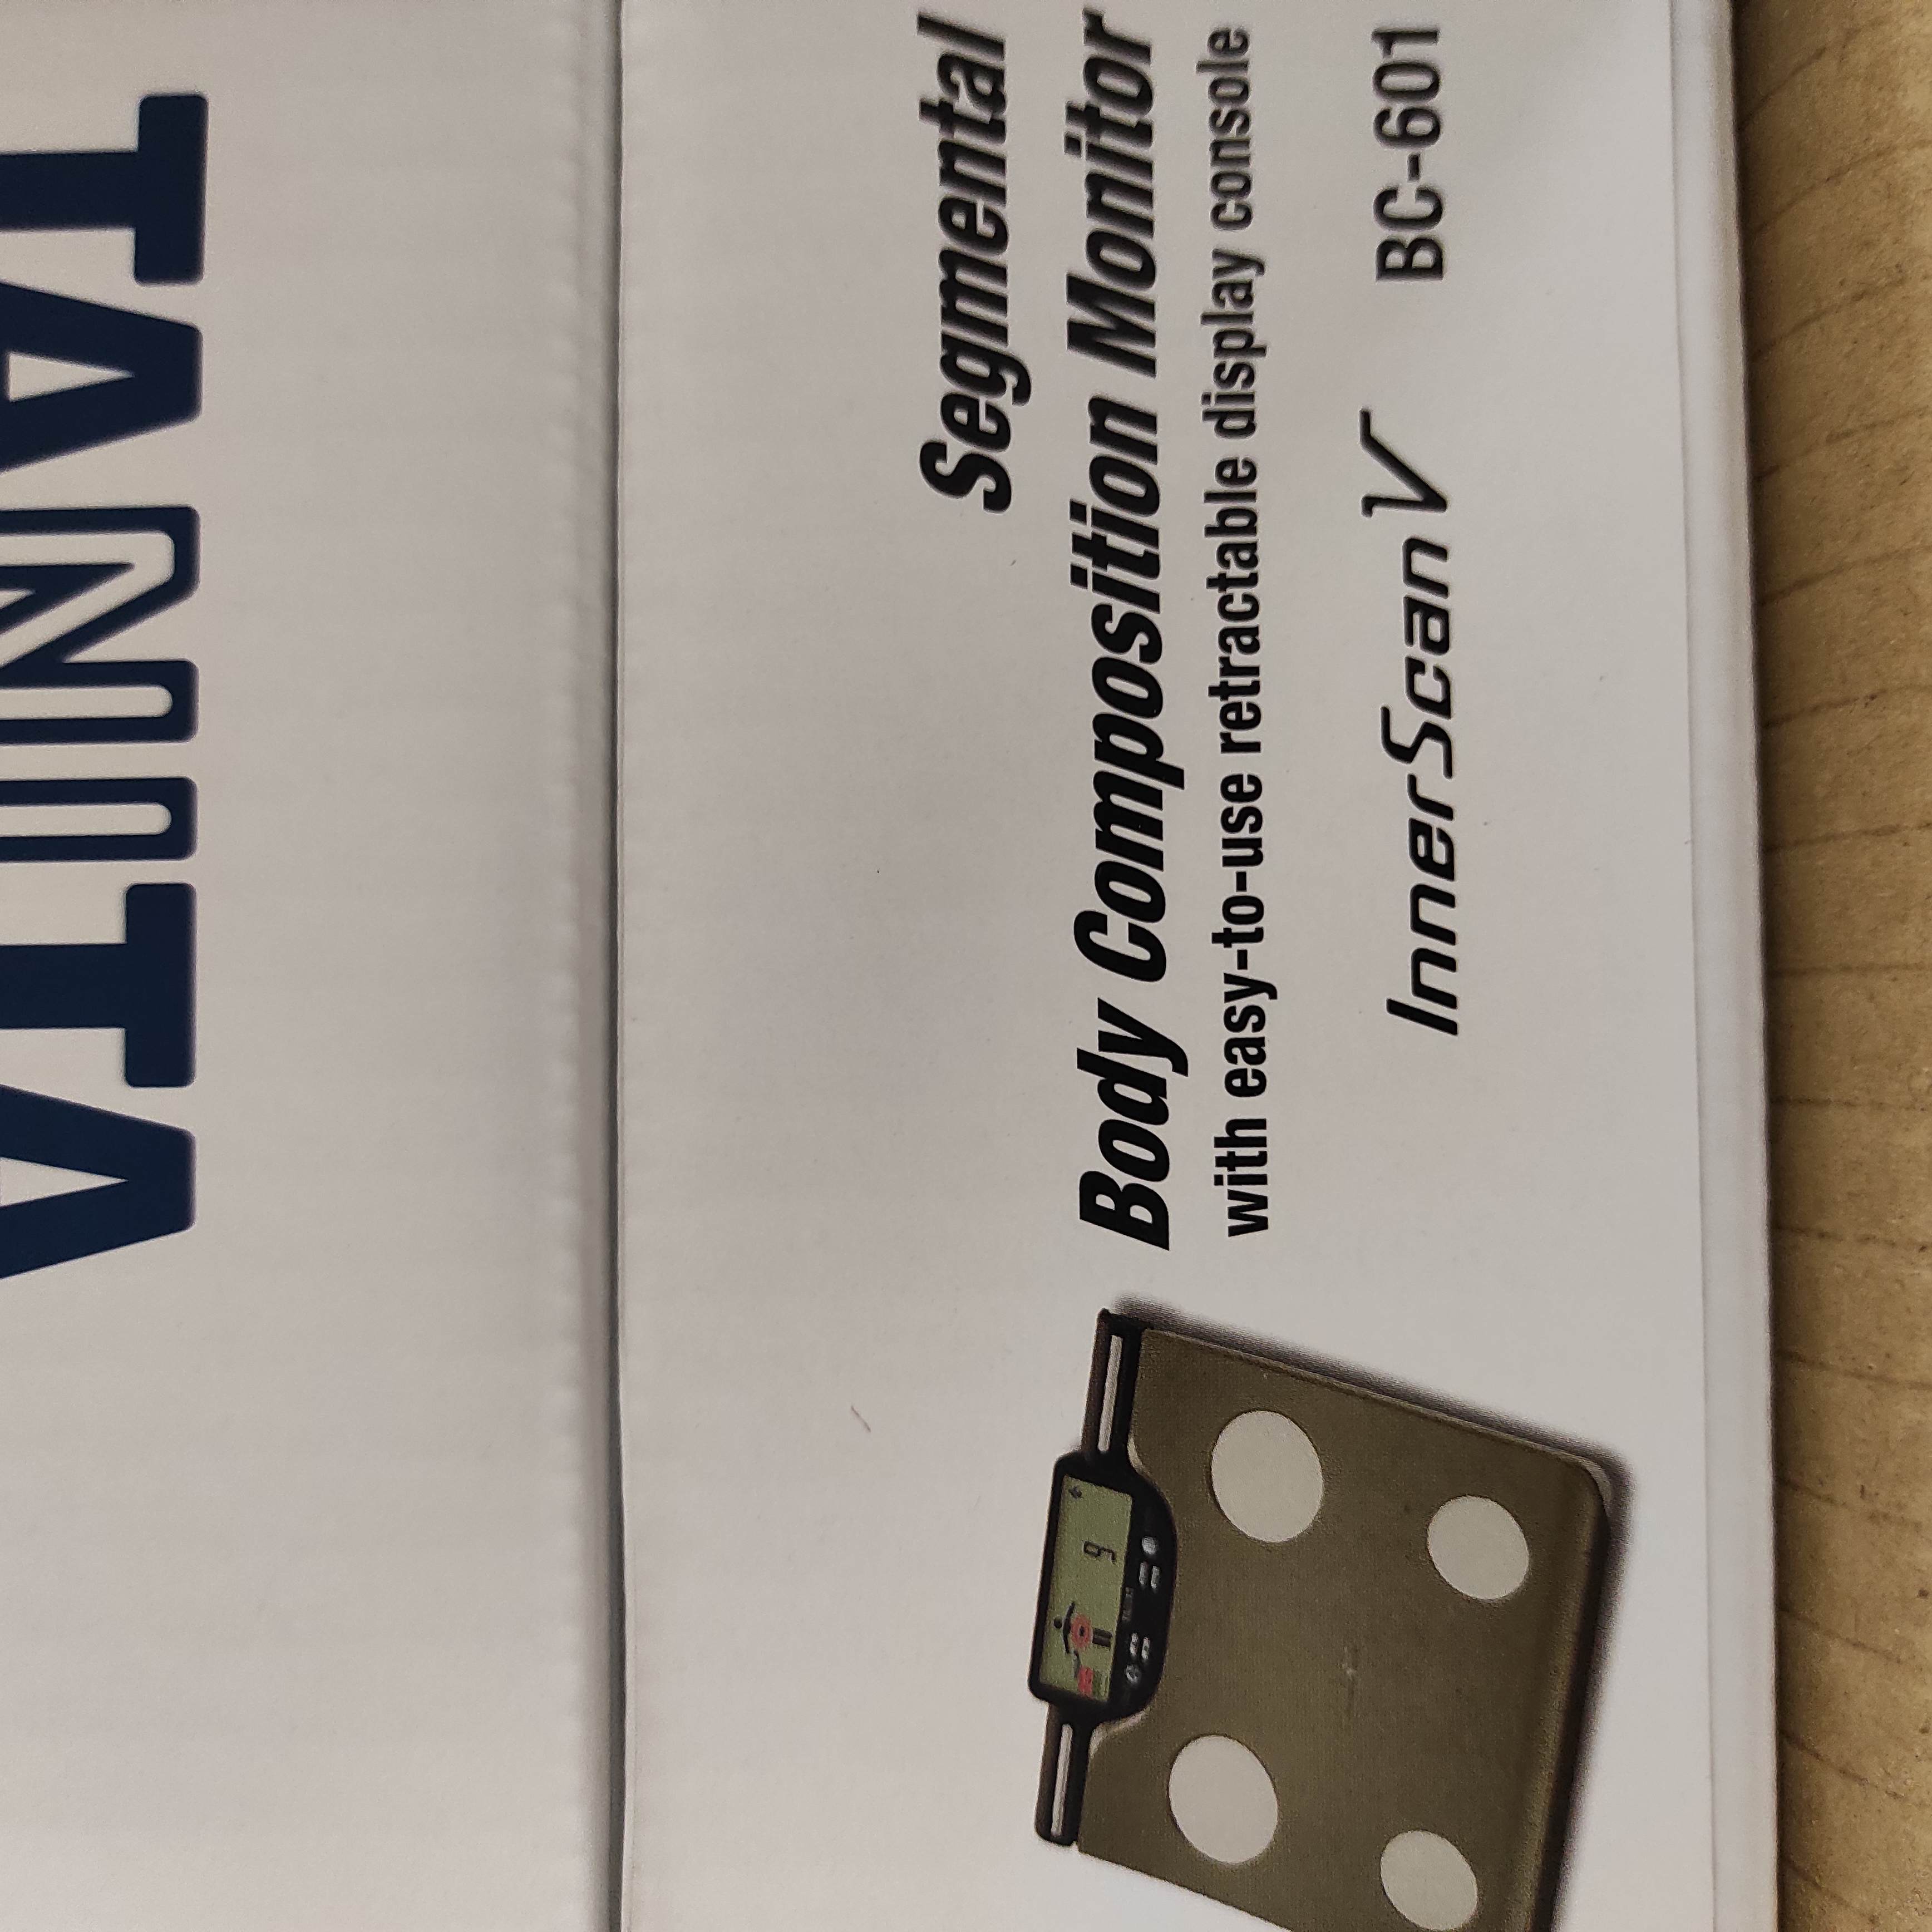 TANITA
Segmental
Body Composition Monitor
with easy-to-use retractable display console
InnerScan V BC-601